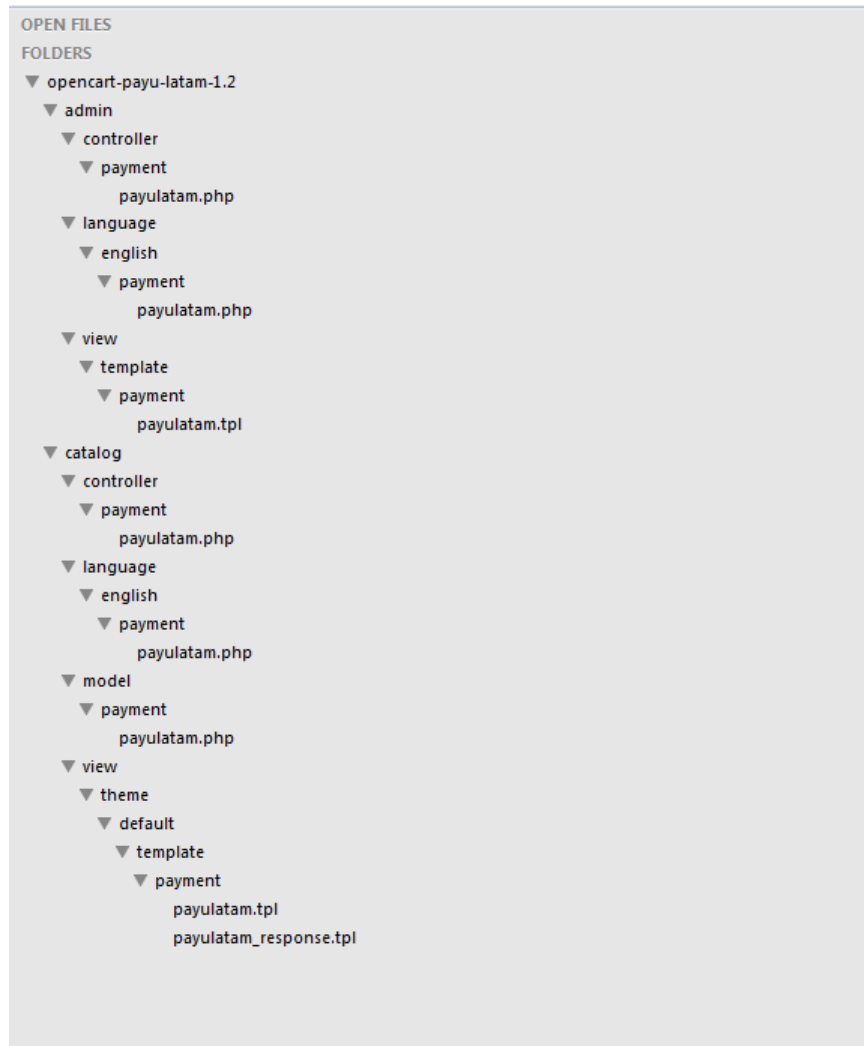 OPEN FILES
FOLDERS
opencart-payu-latam-1.2
admin
controller
payment
payulatam.php
language
english
payment
payulatam.php
view
template
payment
payulatam.tpl
catalog
controller
payment
payulatam.php
language
english
payment
payulatam.php
model
payment
payulatam.php
view
theme
default
template
payment
payulatam.tpl
payulatam_response.tpl